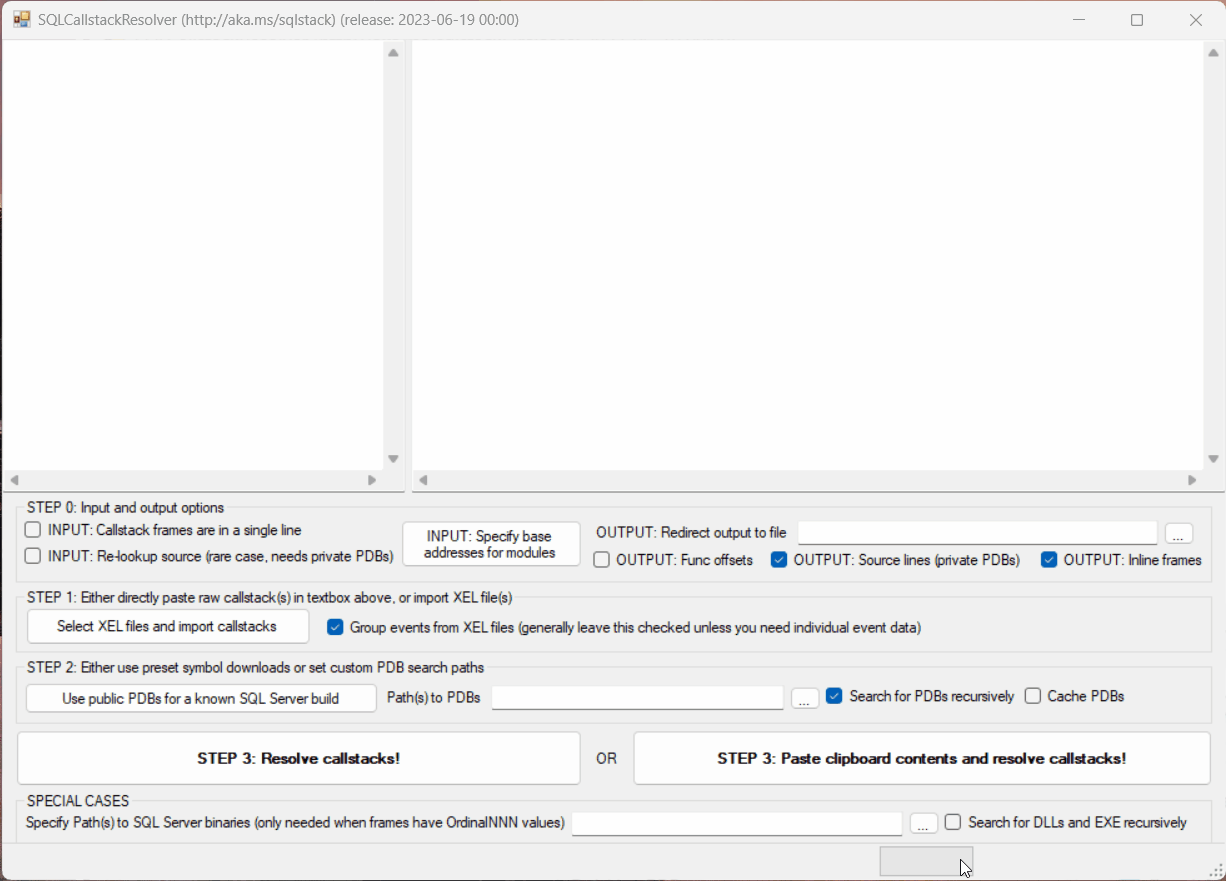 SQLCallstackResolver (http://aka.ms/sqlstack) (release: 2023-06-19 00:00)
STEP 0: Input and output options
INPUT: Callstack frames are in a single line
INPUT: Re-lookup source (rare case, needs private PDBs)
INPUT: Specify base
addresses for modules
OUTPUT: Redirect output to file
...
OUTPUT: Func offsets
OUTPUT: Source lines (private PDBs)
OUTPUT: Inline frames
STEP 1: Either directly paste raw callstack(s) in textbox above, or import XEL file(s)
Select XEL files and import callstacks
Group events from XEL files (generally leave this checked unless you need individual event data)
STEP 2: Either use preset symbol downloads or set custom PDB search paths
Use public PDBs for a known SQL Server build
Path(s) to PDBs
...
Search for PDBs recursively
Cache PDBs
STEP 3: Resolve callstacks!
OR
STEP 3: Paste clipboard contents and resolve callstacks!
SPECIAL CASES
Specify Path(s) to SQL Server binaries (only needed when frames have OrdinalNNN values)
...
Search for DLLs and EXE recursively